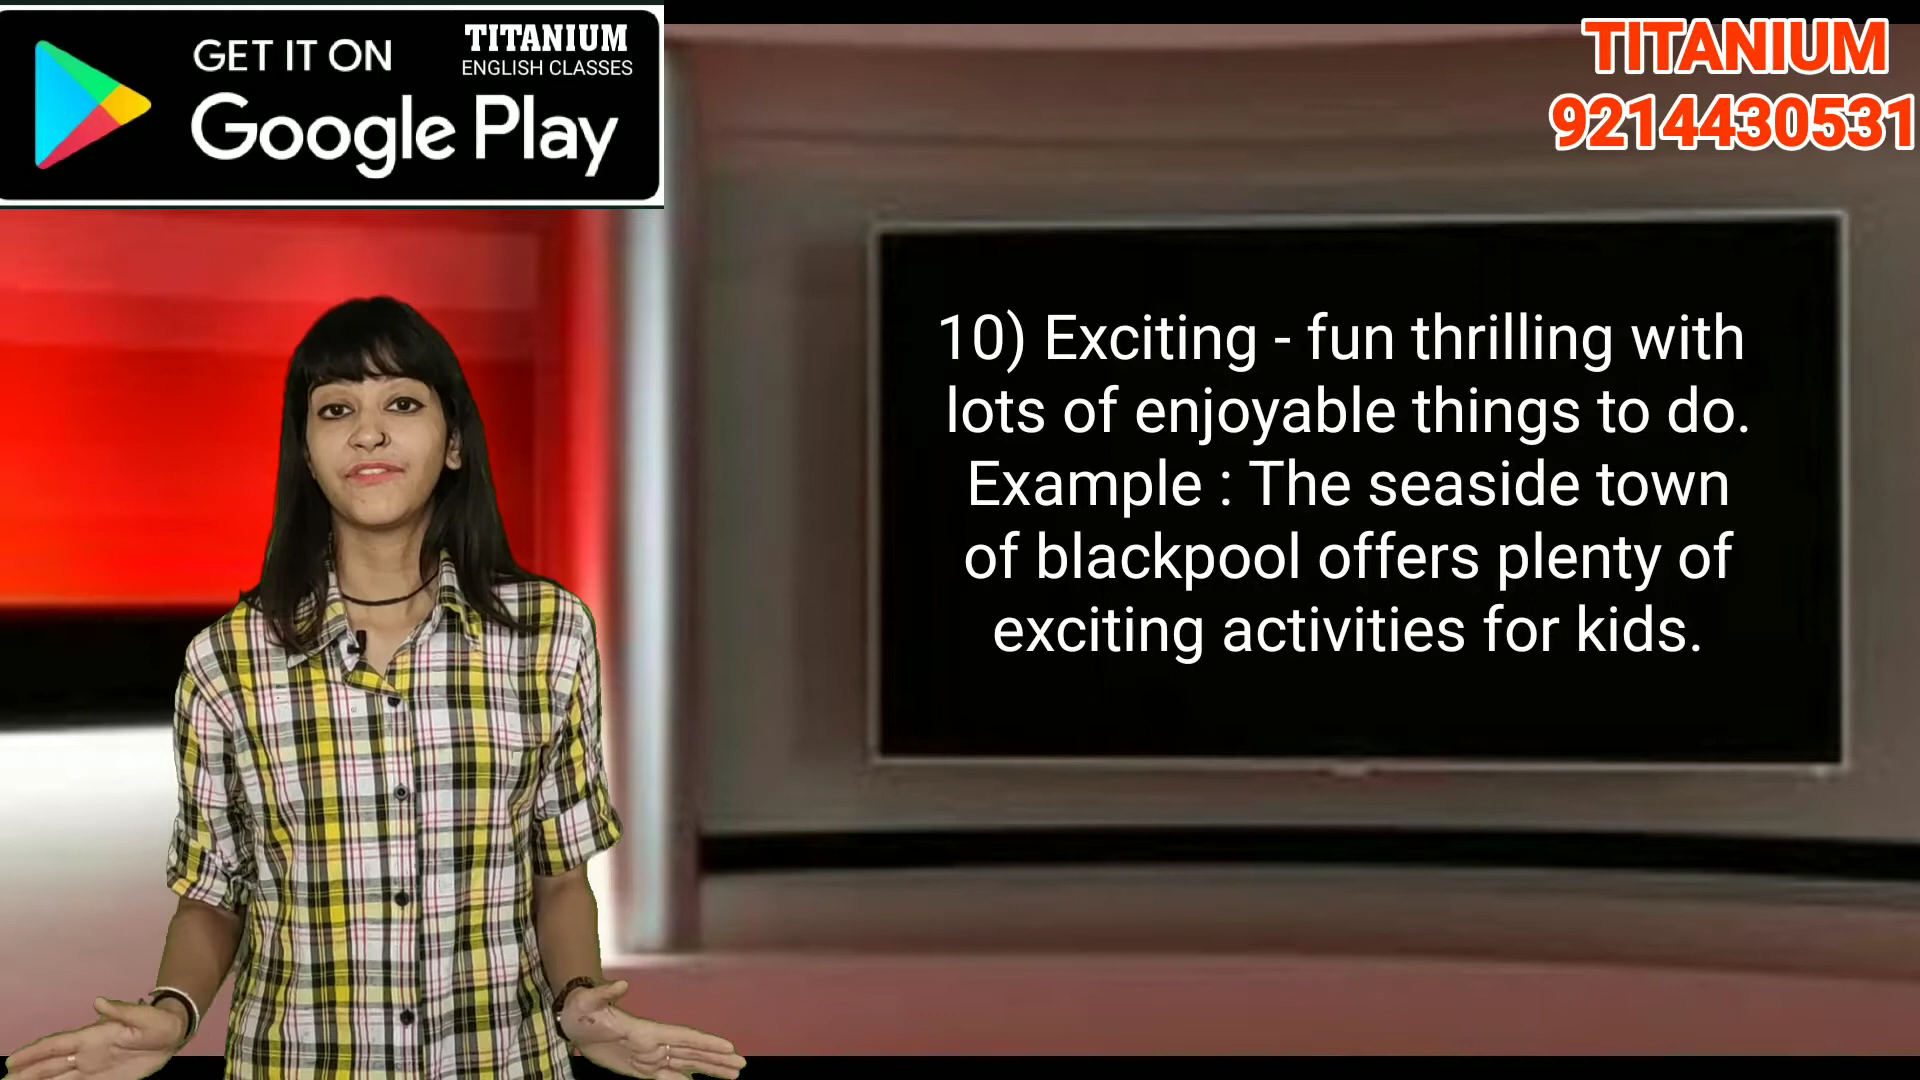 GET IT ON
TITANIUM
ENGLISH CLASSES
Google Play
TITANIUM
9214430531
10) Exciting - fun thrilling with
lots of enjoyable things to do.
Example : The seaside town
of blackpool offers plenty of
exciting activities for kids.